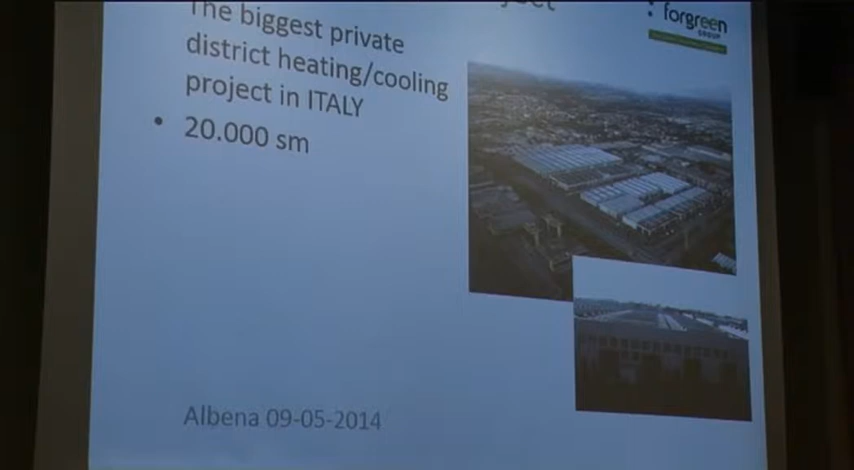 The biggest private
district heating/cooling
project in ITALY
• 20.000 sm
forgreen
GROUP
Albena 09-05-2014